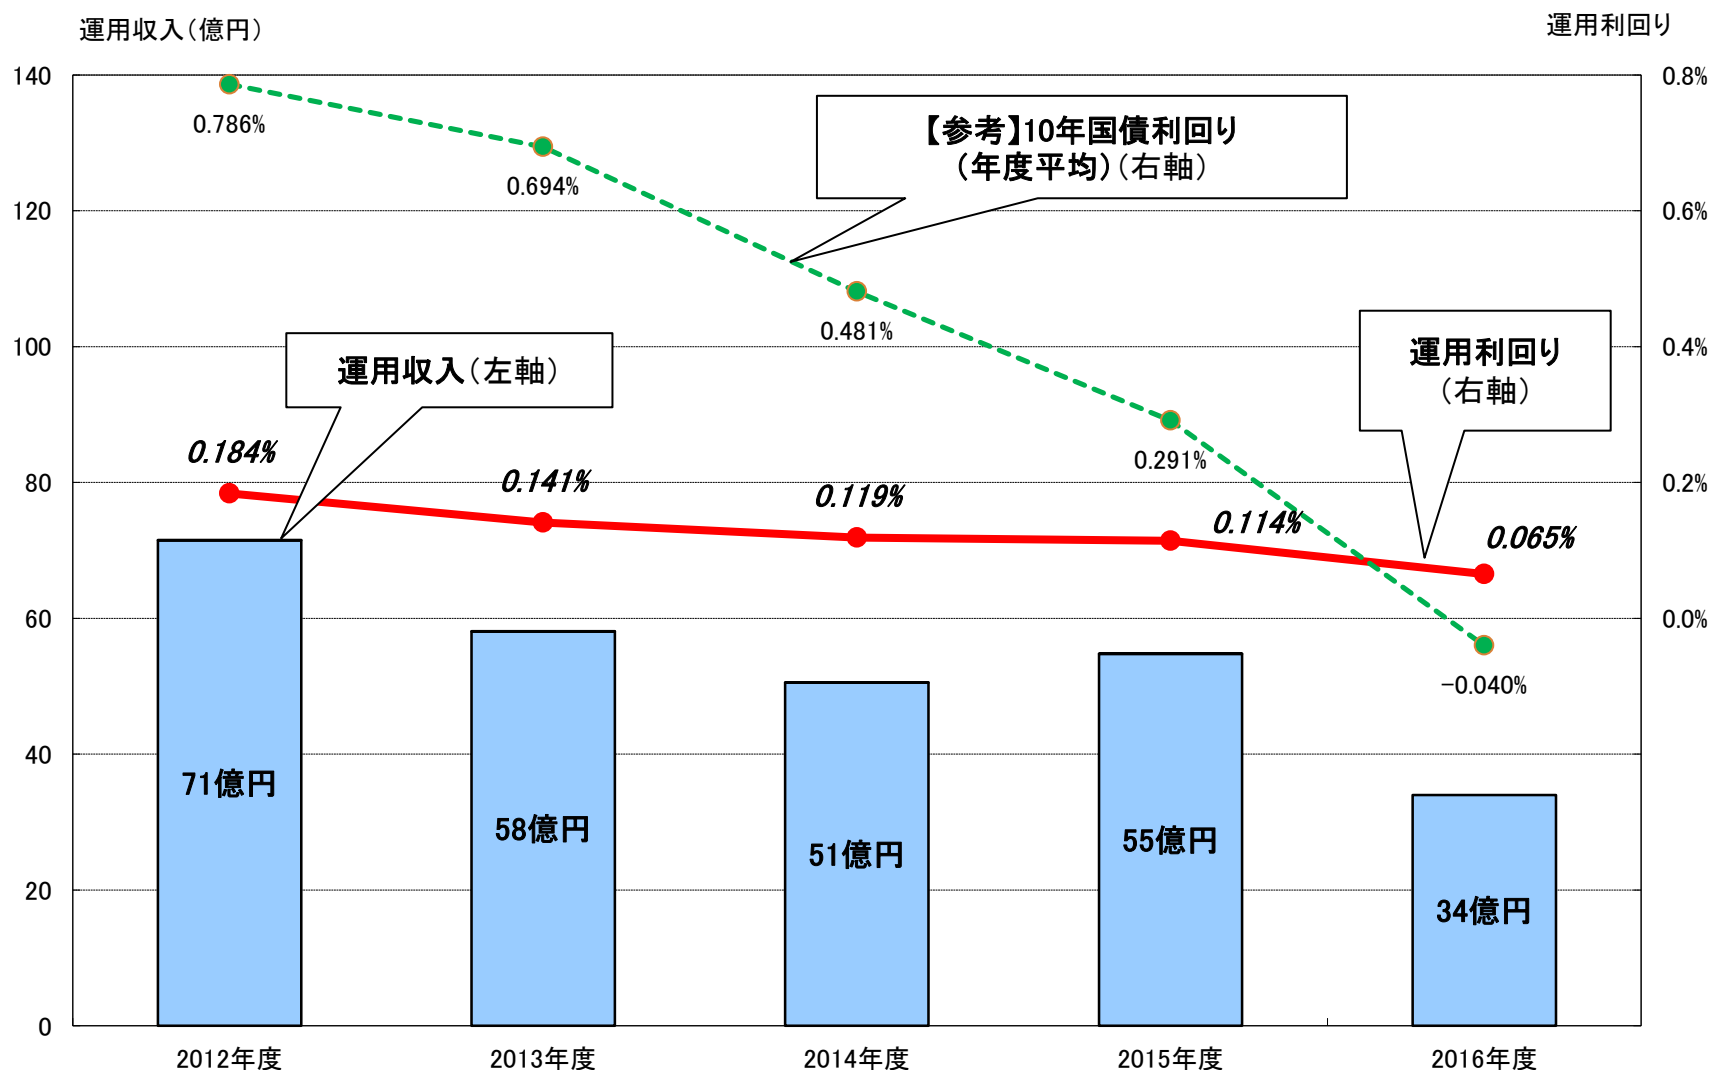 運用収入（億円）
運用利回り
140
120
100
80
60
40
20
0
0.8%
0.6%
0.4%
0.2%
0.0%
0.786%
0.694%
0.481%
0.291%
-0.040%
【参考】10年国債利回り
（年度平均）（右軸）
運用収入（左軸）
運用利回り
（右軸）
0.184%
0.141%
0.119%
0.114%
0.065%
71億円
58億円
51億円
55億円
34億円
2012年度
2013年度
2014年度
2015年度
2016年度